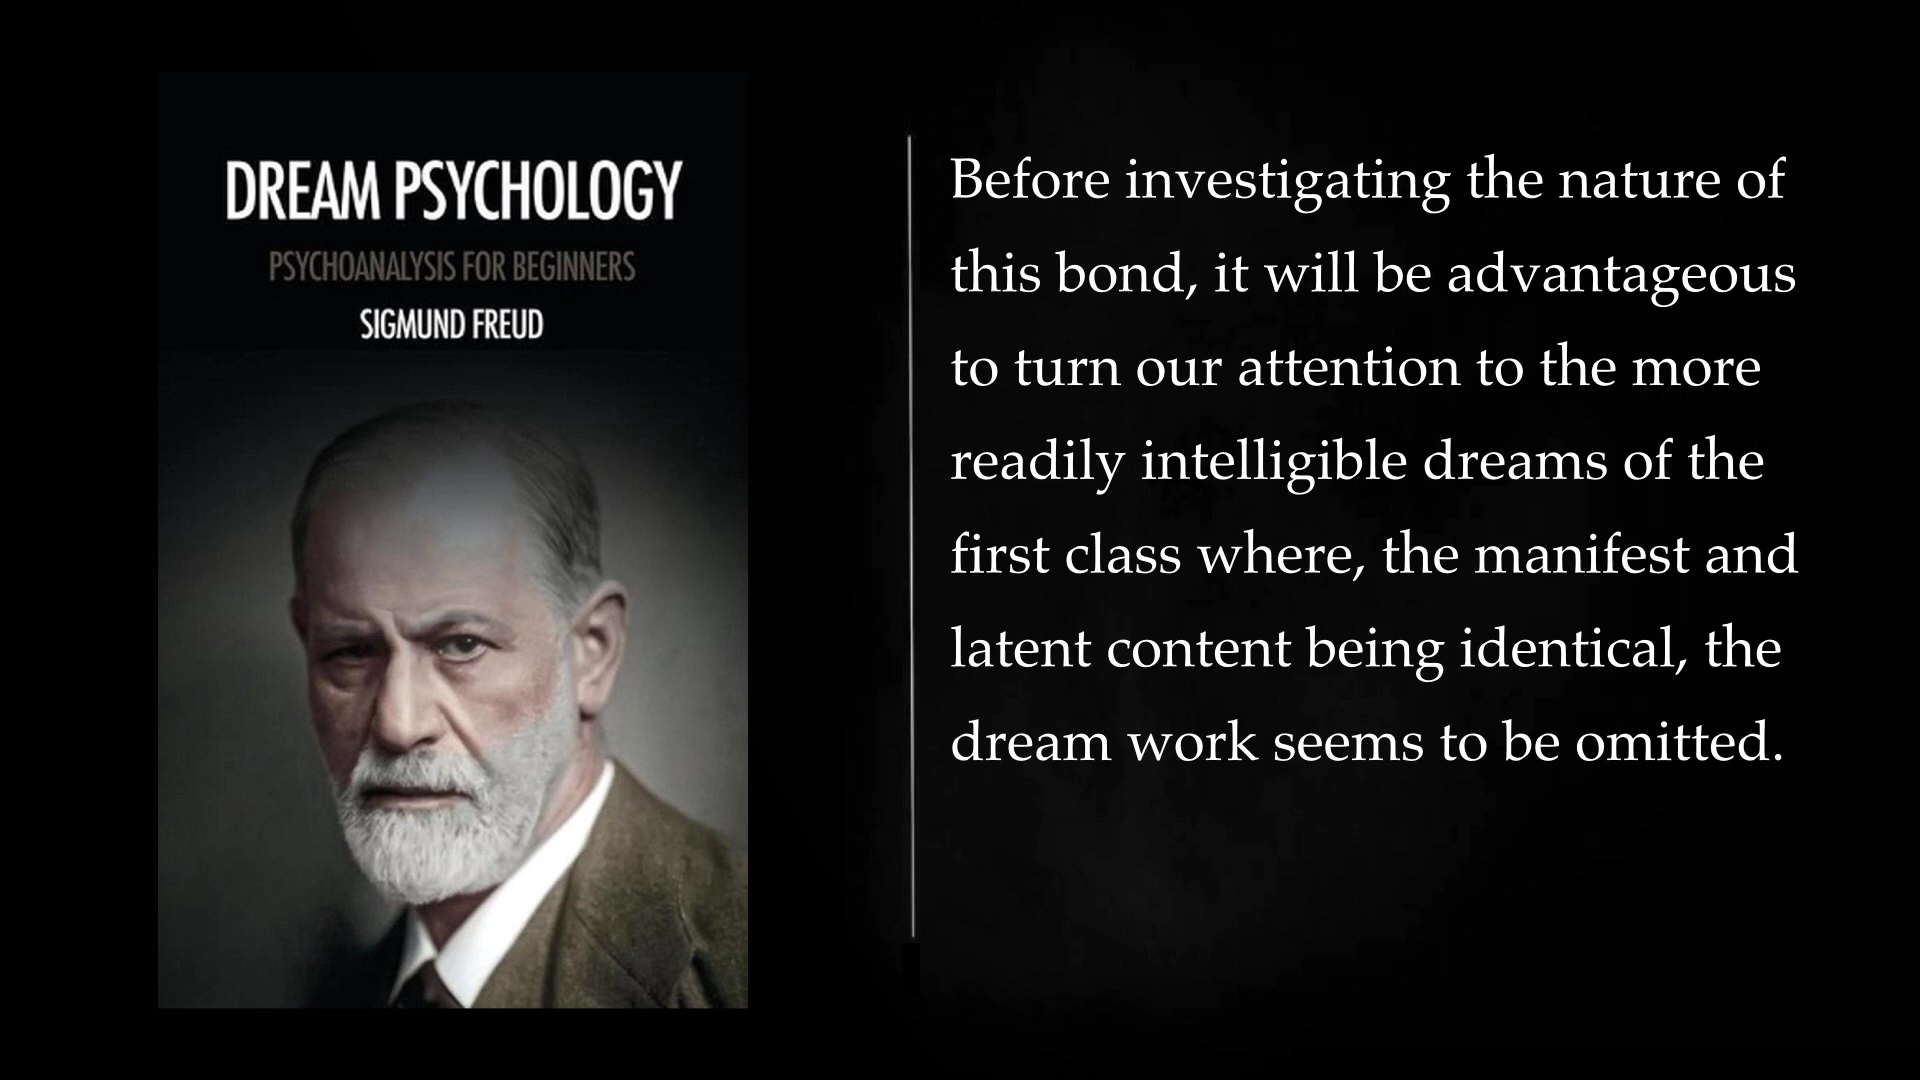 DREAM PSYCHOLOGY
PSYCHOANALYSIS FOR BEGINNERS
SIGMUND FREUD
Before investigating the nature of
this bond, it will be advantageous
to turn our attention to the more
readily intelligible dreams of the
first class where, the manifest and
latent content being identical, the
dream work seems to be omitted.